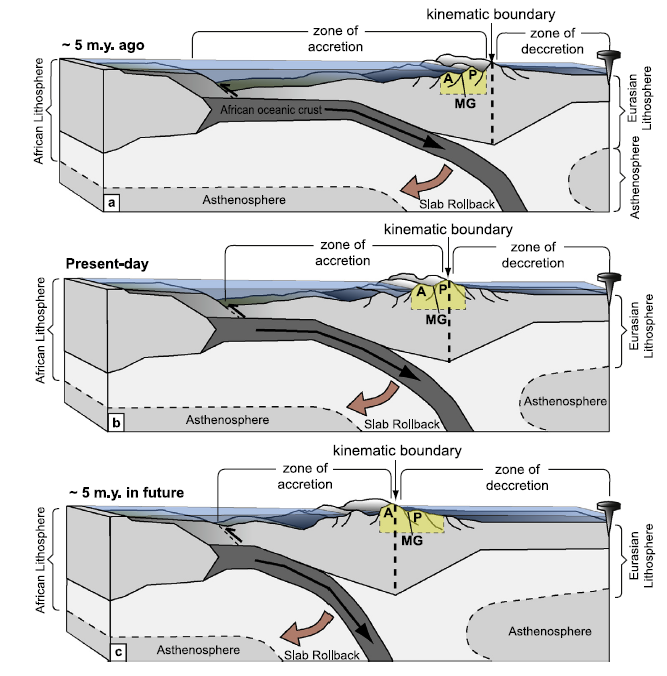 kinematic boundary
~ 5 m.y. ago
zone of
accretion
zone of
deccretion
African Lithosphere
A
P
MG
African oceanic crust
Eurasian
Lithosphere
Asthenosphere
Slab Rollback
Asthenosphere
a
kinematic boundary
Present-day
zone of
accretion
zone of
deccretion
African Lithosphere
A
P
MG
Eurasian
Lithosphere
Asthenosphere
Asthenosphere
Slab Rollback
b
kinematic boundary
~ 5 m.y. in future
zone of
accretion
zone of
deccretion
African Lithosphere
A
P
MG
Eurasian
Lithosphere
Asthenosphere
Asthenosphere
Slab Rollback
c